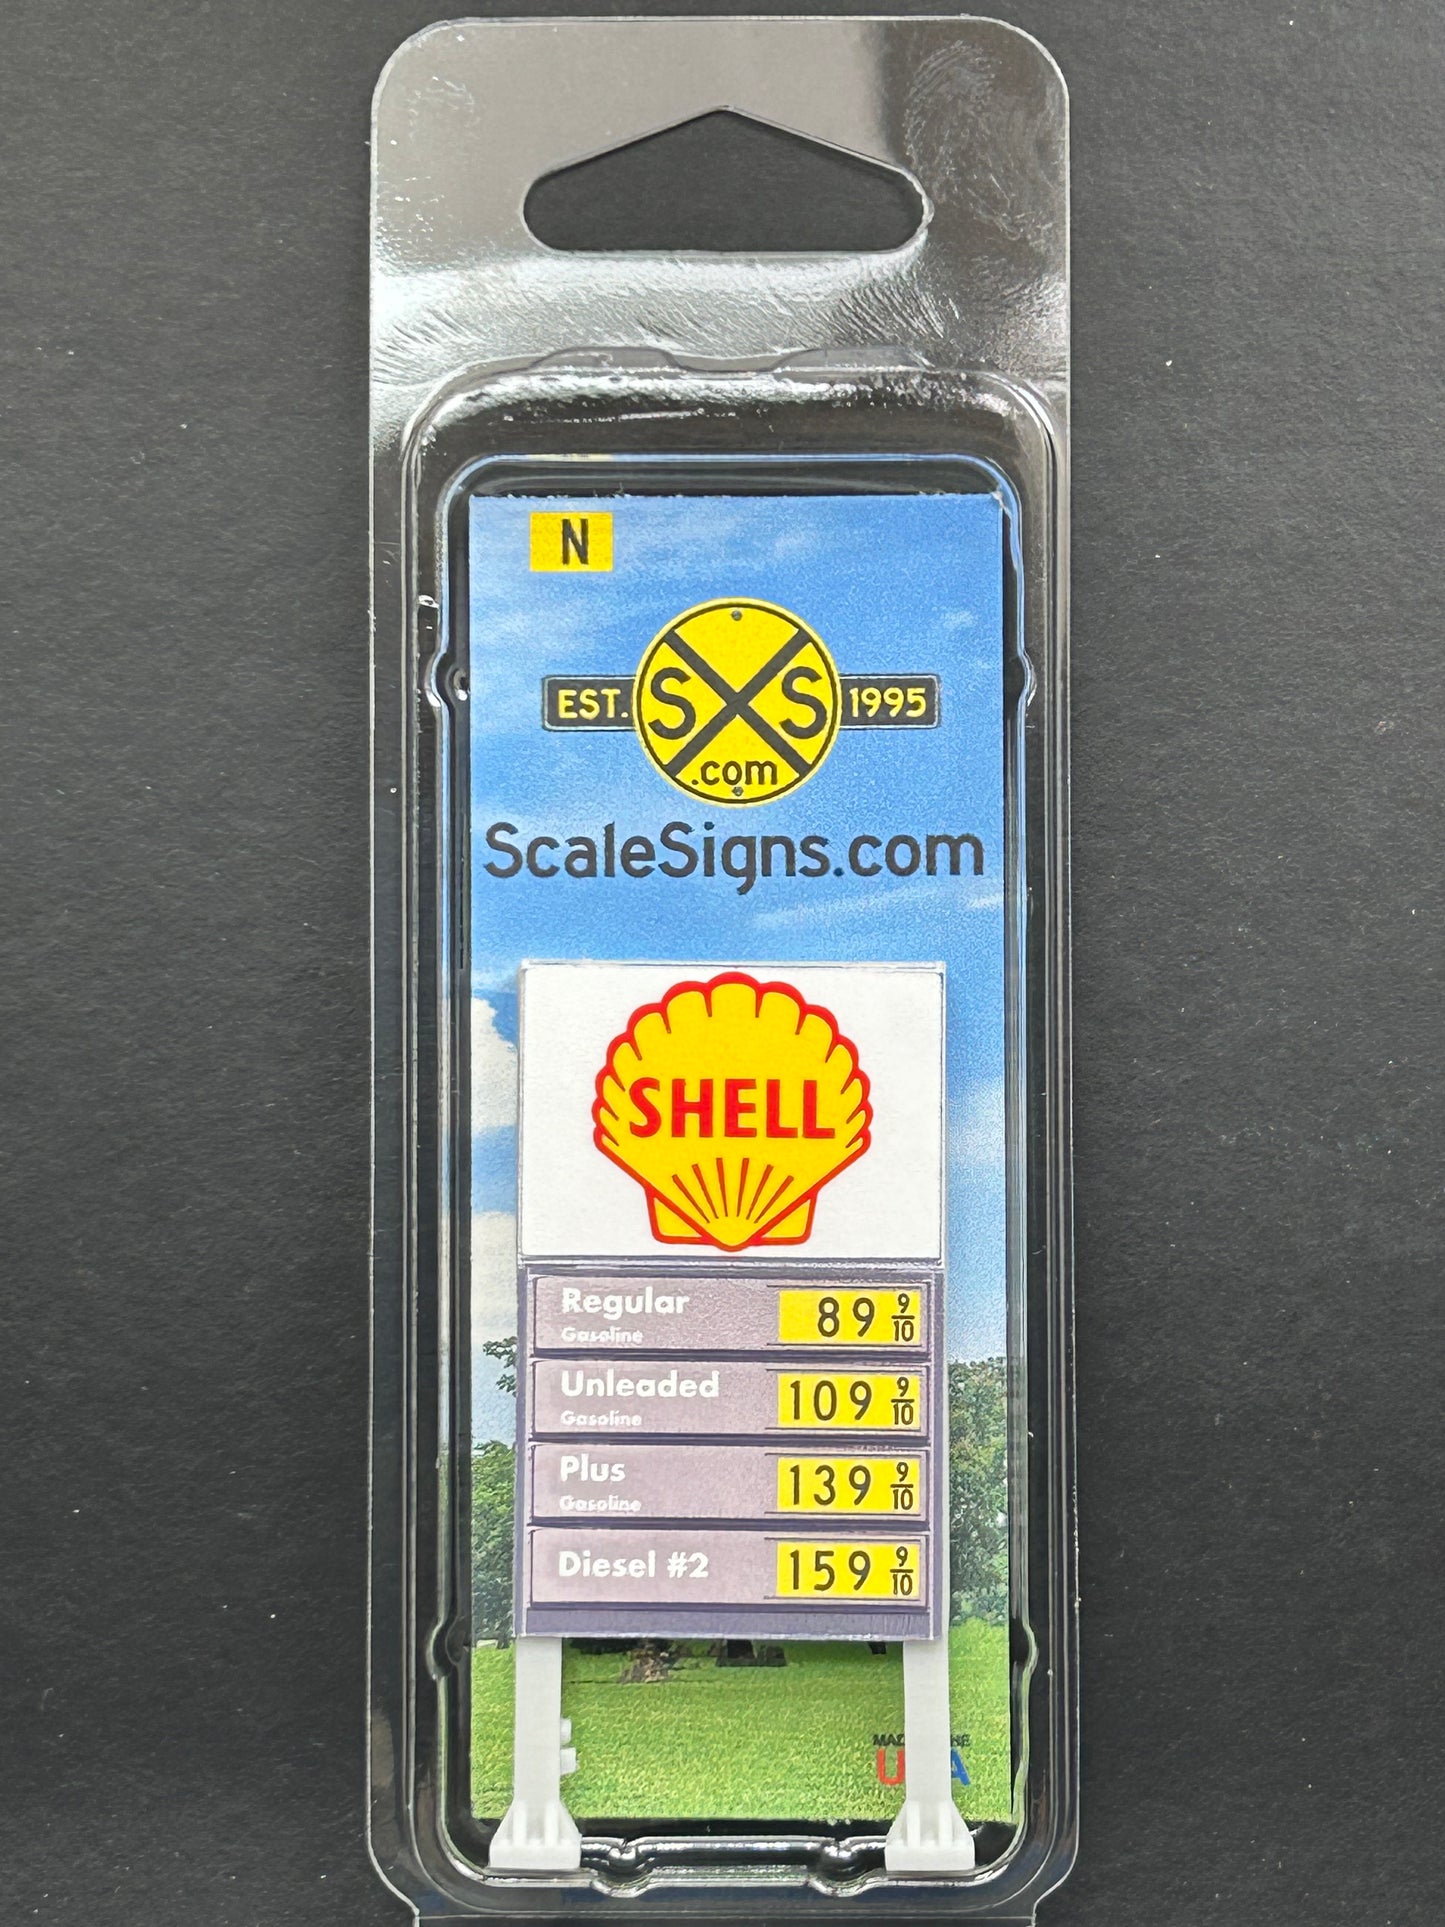 N
EST. S S 1995
.com
ScaleSigns.com
SHELL
Regular 89 9/10
Gasoline
Unleaded 109 9/10
Gasoline
Plus 139 9/10
Gasoline
Diesel #2 159 9/10